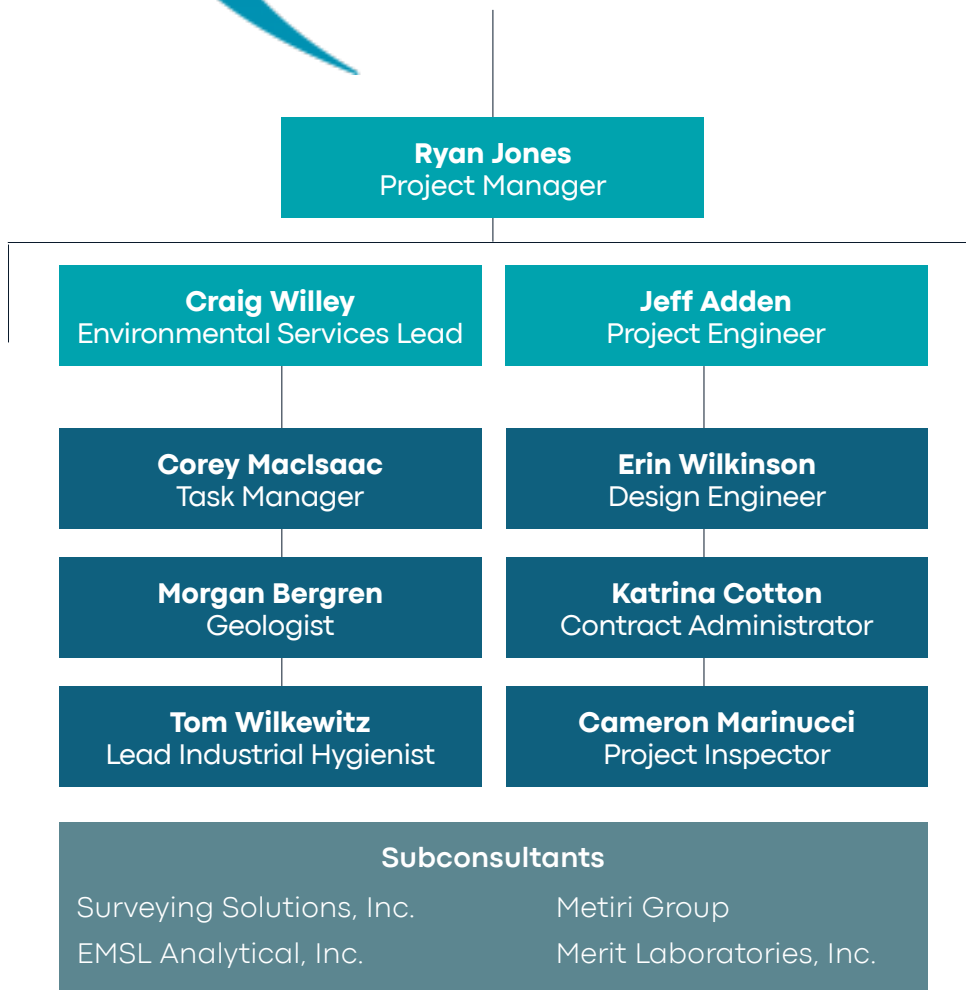 Ryan Jones
Project Manager
Craig Willey
Environmental Services Lead
Jeff Adden
Project Engineer
Corey MacIsaac
Task Manager
Erin Wilkinson
Design Engineer
Morgan Bergren
Geologist
Katrina Cotton
Contract Administrator
Tom Wilkewitz
Lead Industrial Hygienist
Cameron Marinucci
Project Inspector
Subconsultants
Surveying Solutions, Inc.
Metiri Group
EMSL Analytical, Inc.
Merit Laboratories, Inc.